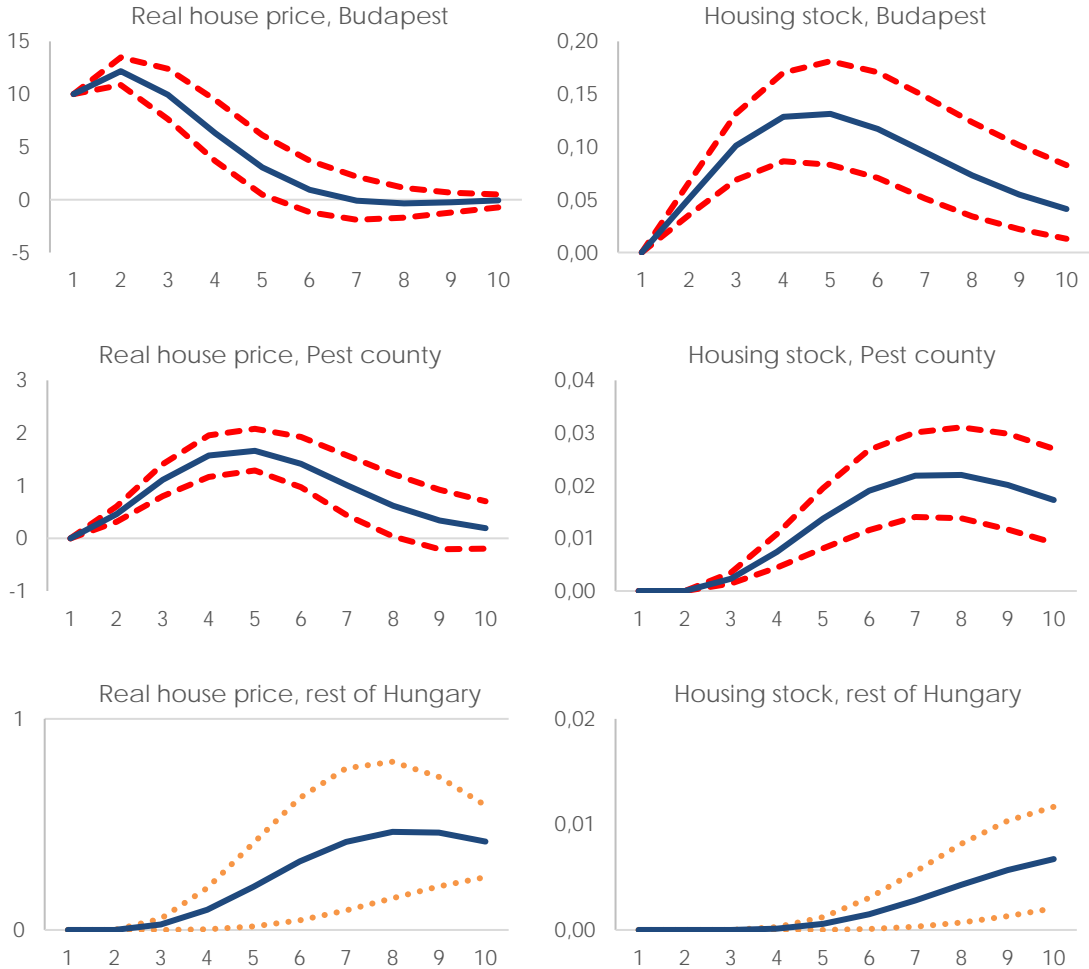 Real house price, Budapest
15
10
5
0
-5
1 2 3 4 5 6 7 8 9 10
Housing stock, Budapest
0,20
0,15
0,10
0,05
0,00
1 2 3 4 5 6 7 8 9 10
Real house price, Pest county
3
2
1
0
-1
1 2 3 4 5 6 7 8 9 10
Housing stock, Pest county
0,04
0,03
0,02
0,01
0,00
1 2 3 4 5 6 7 8 9 10
Real house price, rest of Hungary
1
0
1 2 3 4 5 6 7 8 9 10
Housing stock, rest of Hungary
0,02
0,01
0,00
1 2 3 4 5 6 7 8 9 10